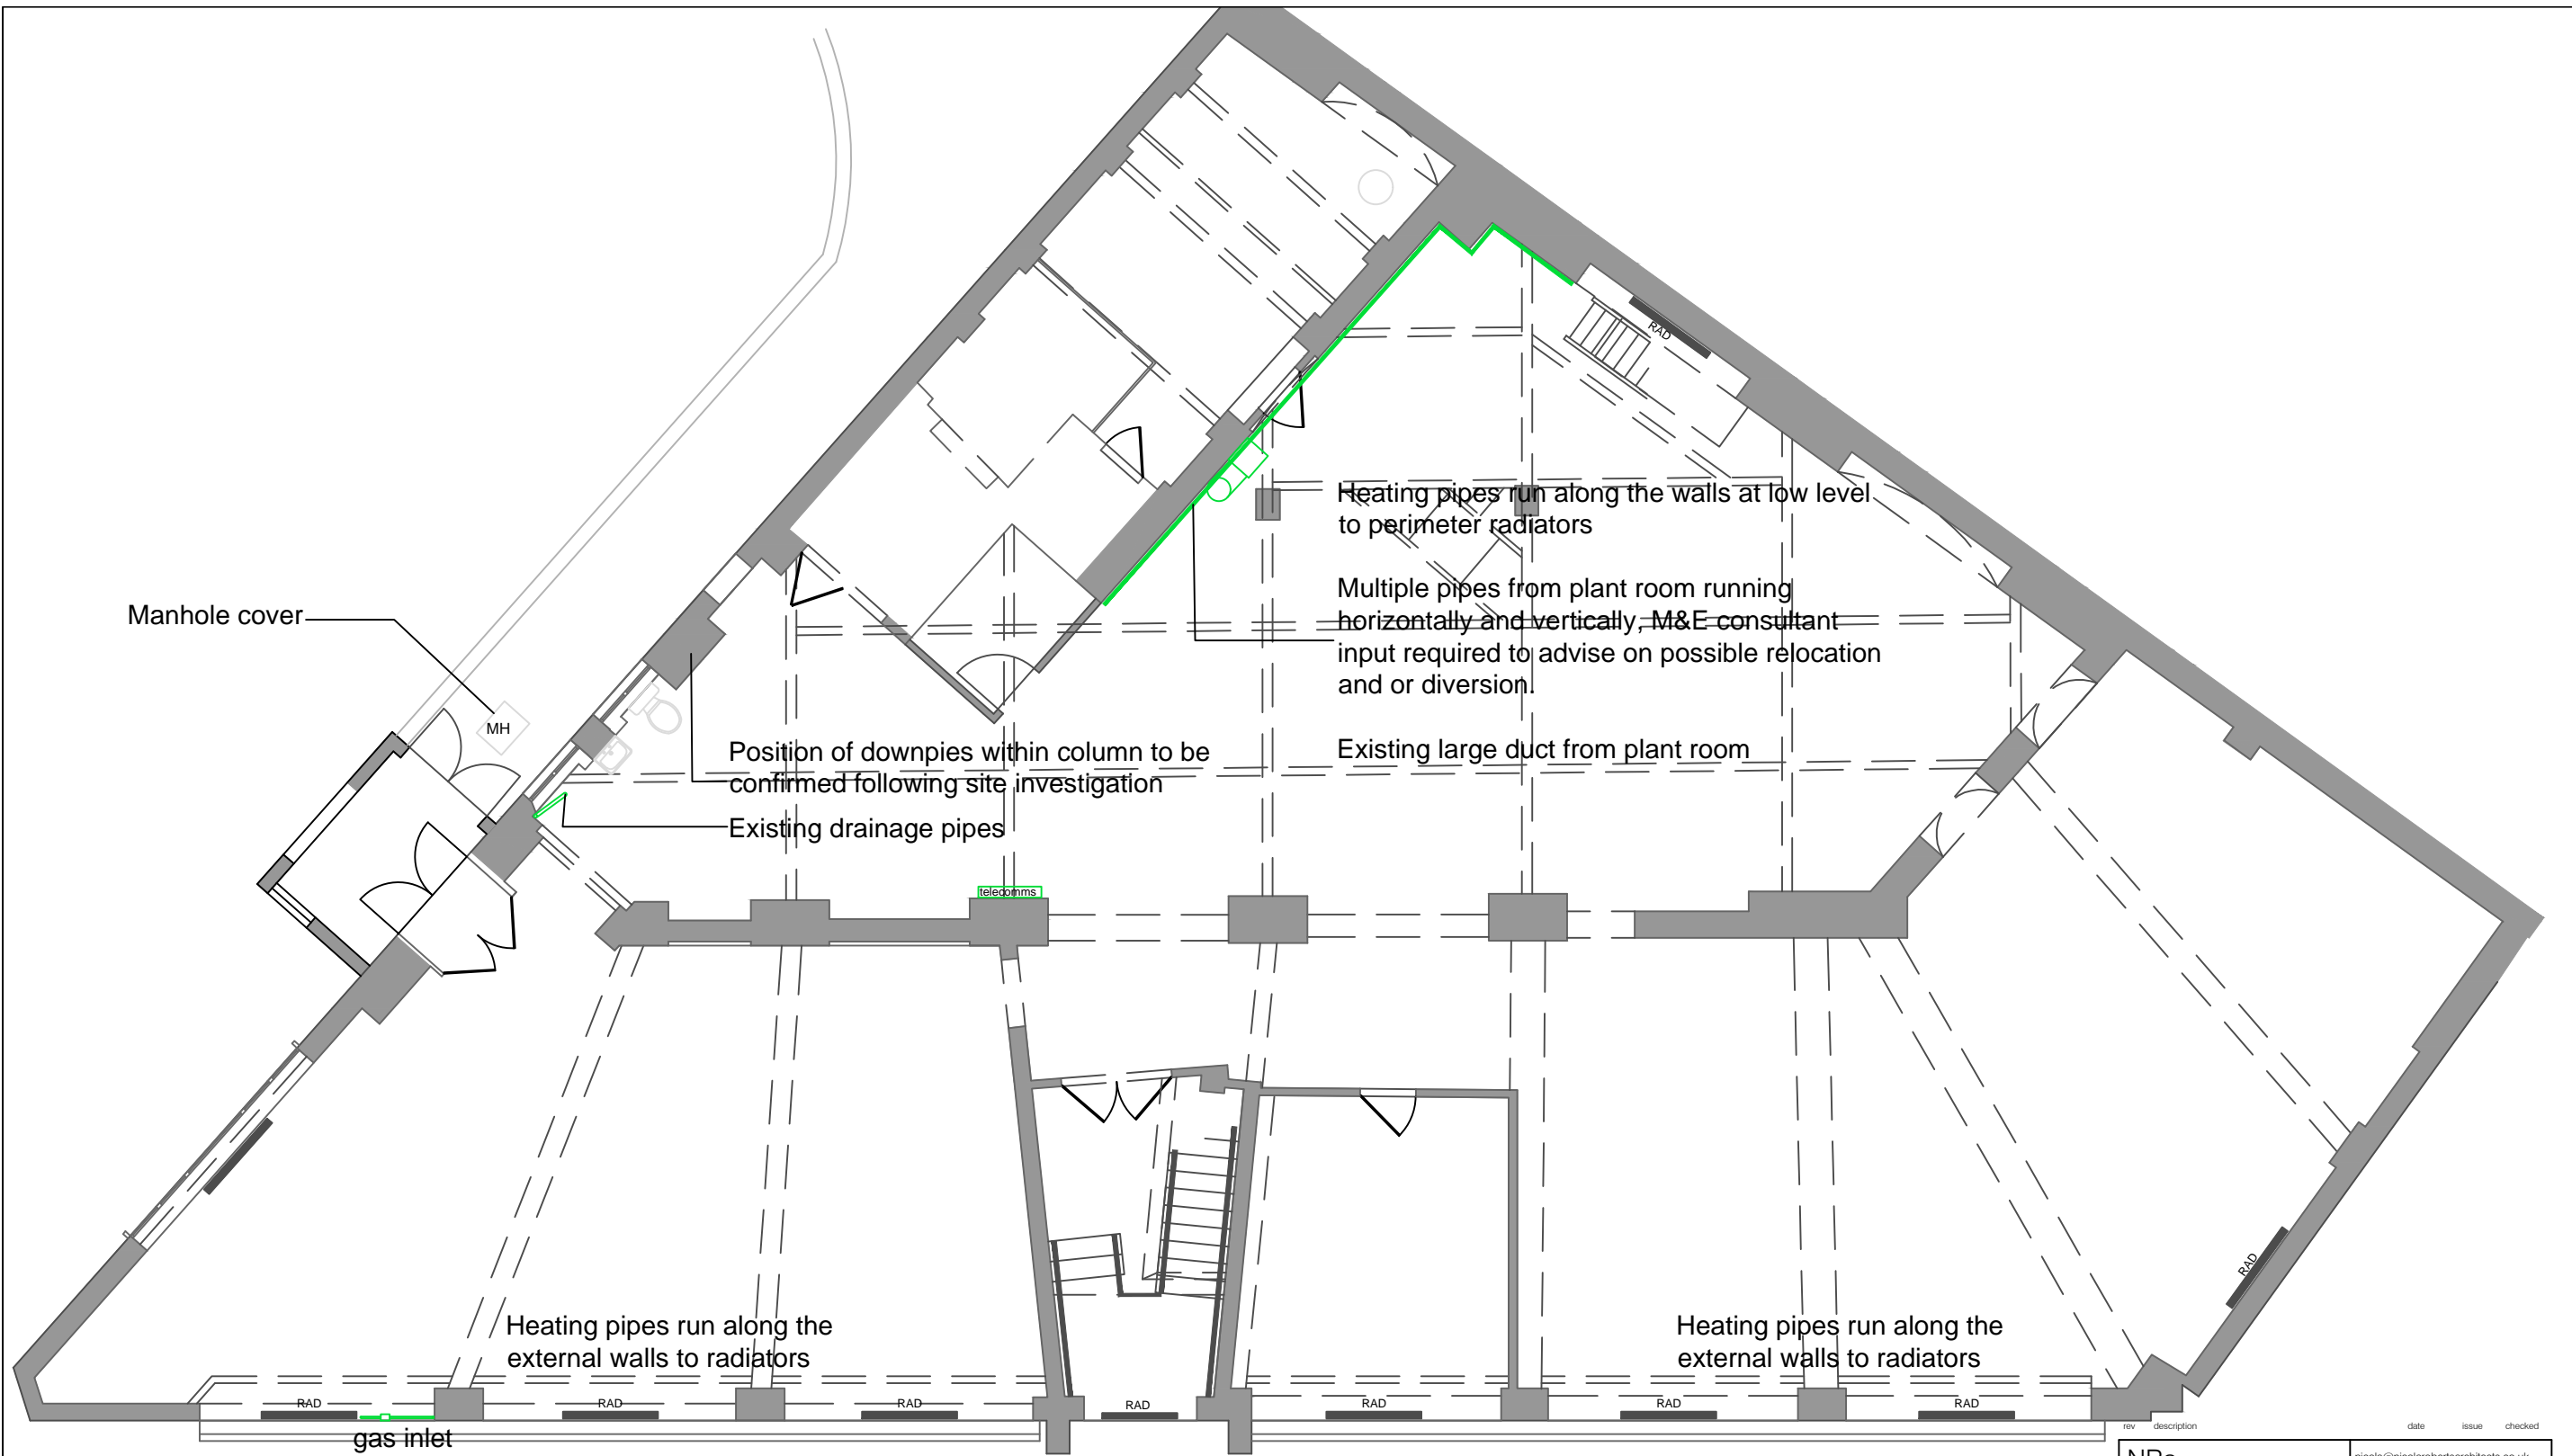 RAD
Heating pipes run along the walls at low level
to perimeter radiators
Multiple pipes from plant room running
horizontally and vertically, M&E consultant
input required to advise on possible relocation
and or diversion.
Existing large duct from plant room
Manhole cover
MH
Position of downpies within column to be
confirmed following site investigation
Existing drainage pipes
telecomms
RAD
Heating pipes run along the
external walls to radiators
Heating pipes run along the
external walls to radiators
RAD
RAD
RAD
RAD
RAD
RAD
RAD
gas inlet
rev description date issue checked